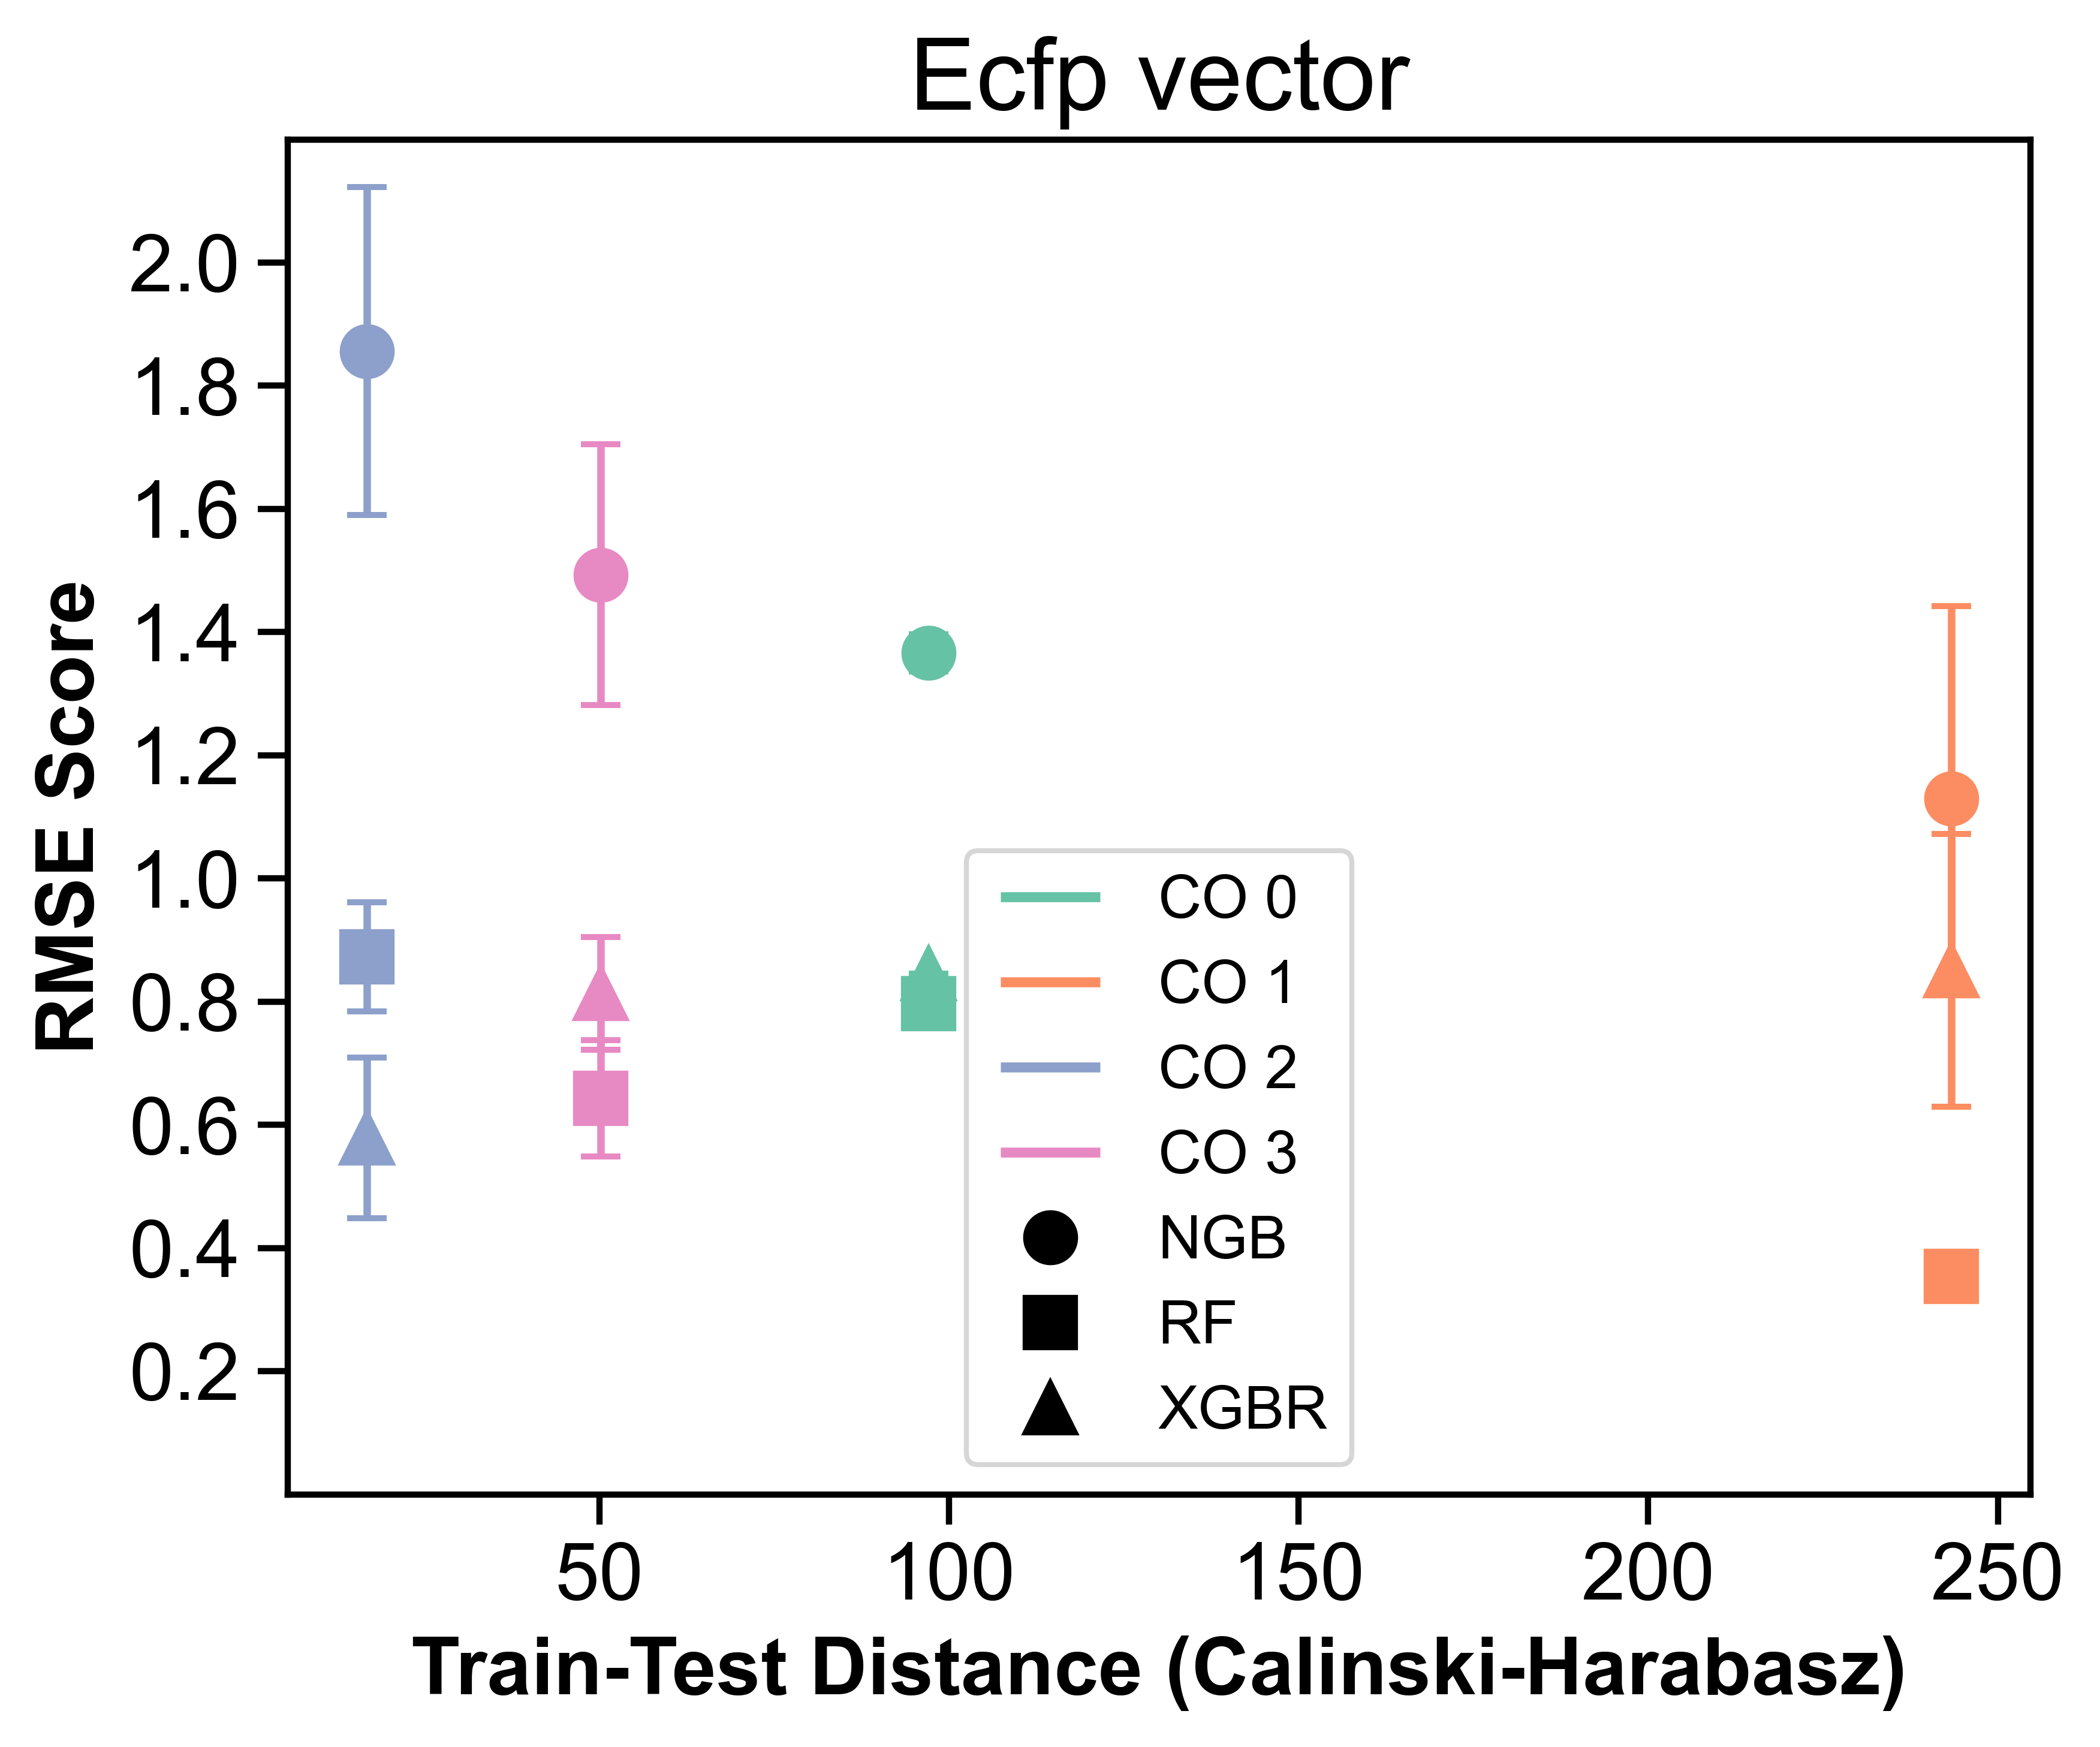 Ecfp vector
RMSE Score
2.0
1.8
1.6
1.4
1.2
1.0
0.8
0.6
0.4
0.2
CO 0
CO 1
CO 2
CO 3
NGB
RF
XGBR
50 100 150 200 250
Train-Test Distance (Calinski-Harabasz)